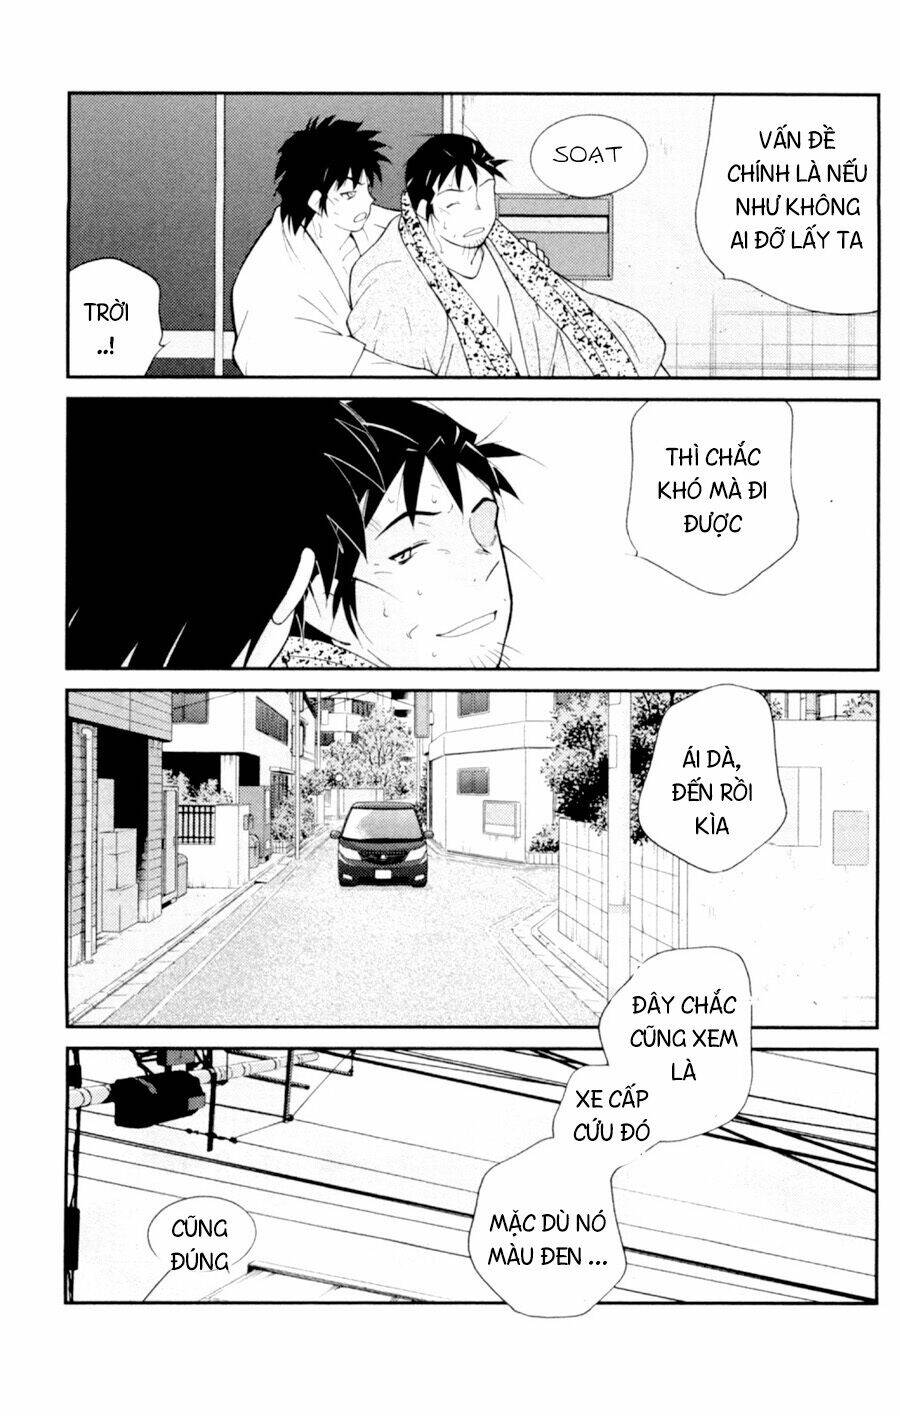 VẤN ĐỀ
CHÍNH LÀ NẾU
NHƯ KHÔNG
AI ĐỠ LẤY TA
SOẠT
TRỜI
..!
THÌ CHẮC
KHÓ MÀ ĐI
ĐƯỢC
ÁI DÀ,
ĐẾN RỒI
KÌA
ĐÂY CHẮC
CŨNG XEM
LÀ
XE CẤP
CỨU ĐÓ
MẶC DÙ NÓ
MÀU ĐEN ...
CŨNG
ĐÚNG